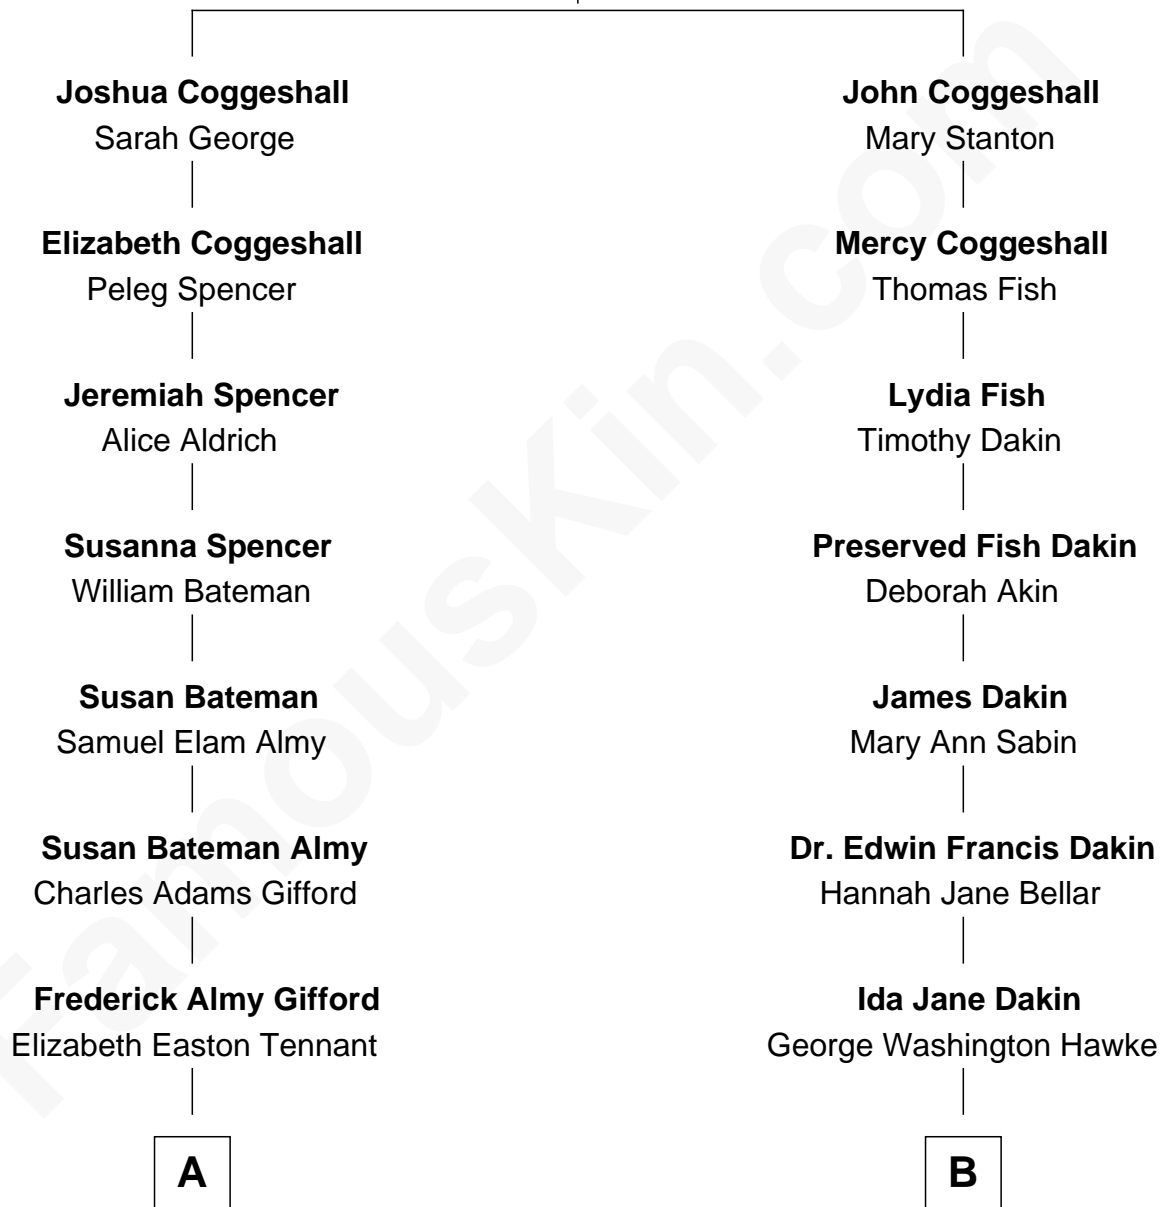 Joshua Coggeshall
Sarah George
John Coggeshall
Mary Stanton
Elizabeth Coggeshall
Peleg Spencer
Mercy Coggeshall
Thomas Fish
Jeremiah Spencer
Alice Aldrich
Lydia Fish
Timothy Dakin
Susanna Spencer
William Bateman
Preserved Fish Dakin
Deborah Akin
Susan Bateman
Samuel Elam Almy
James Dakin
Mary Ann Sabin
Susan Bateman Almy
Charles Adams Gifford
Dr. Edwin Francis Dakin
Hannah Jane Bellar
Frederick Almy Gifford
Elizabeth Easton Tennant
Ida Jane Dakin
George Washington Hawke
A
B
FamousKin.com